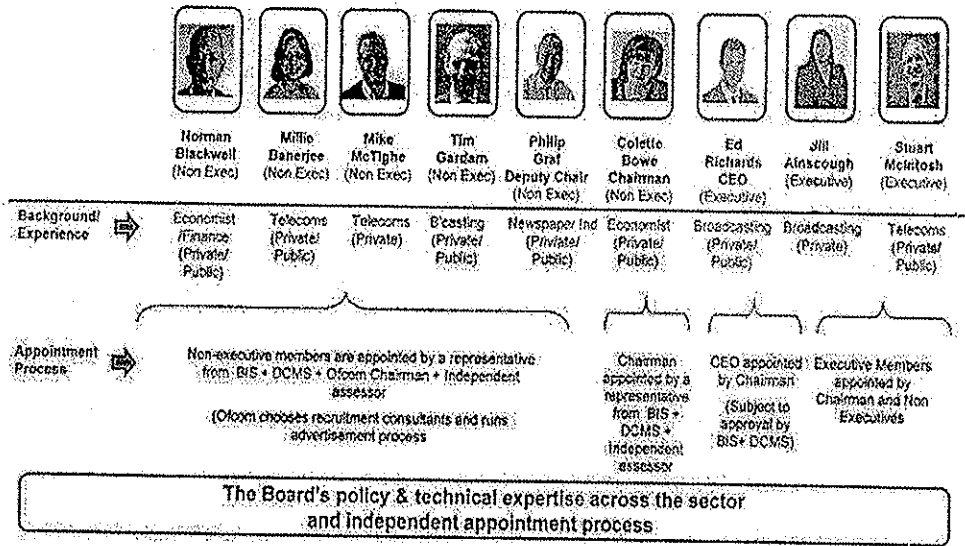 Norman
Blackwell
(Non Exec)
Millie
Banerjee
(Non Exec)
Mike
McTighe
(Non Exec)
Tim
Gardam
(Non Exec)
Philip
Graf
Deputy Chair
(Non Exec)
Colette
Bowe
Chairman
(Non Exec)
Ed
Richards
CEO
(Executive)
Jill
Ainscough
(Executive)
Stuart
McIntosh
(Executive)
Background/
Experience
Economist
/Finance
(Private/
Public)
Telecoms
(Private/
Public)
Telecoms
(Private)
B'casting
(Private/
Public)
Newspaper Ind
(Private/
Public)
Economist
(Private/
Public)
Broadcasting
(Private/
Public)
Broadcasting
(Private)
Telecoms
(Private/
Public)
Appointment
Process
Non-executive members are appointed by a representative
from BIS + DCMS + Ofcom Chairman + Independent
assessor
(Ofcom chooses recruitment consultants and runs
advertisement process
Chairman
appointed by a
representative
from BIS +
DCMS +
Independent
assessor
CEO appointed
by Chairman
(Subject to
approval by
BIS+ DCMS)
Executive Members
appointed by
Chairman and Non
Executives
The Board's policy & technical expertise across the sector
and independent appointment process